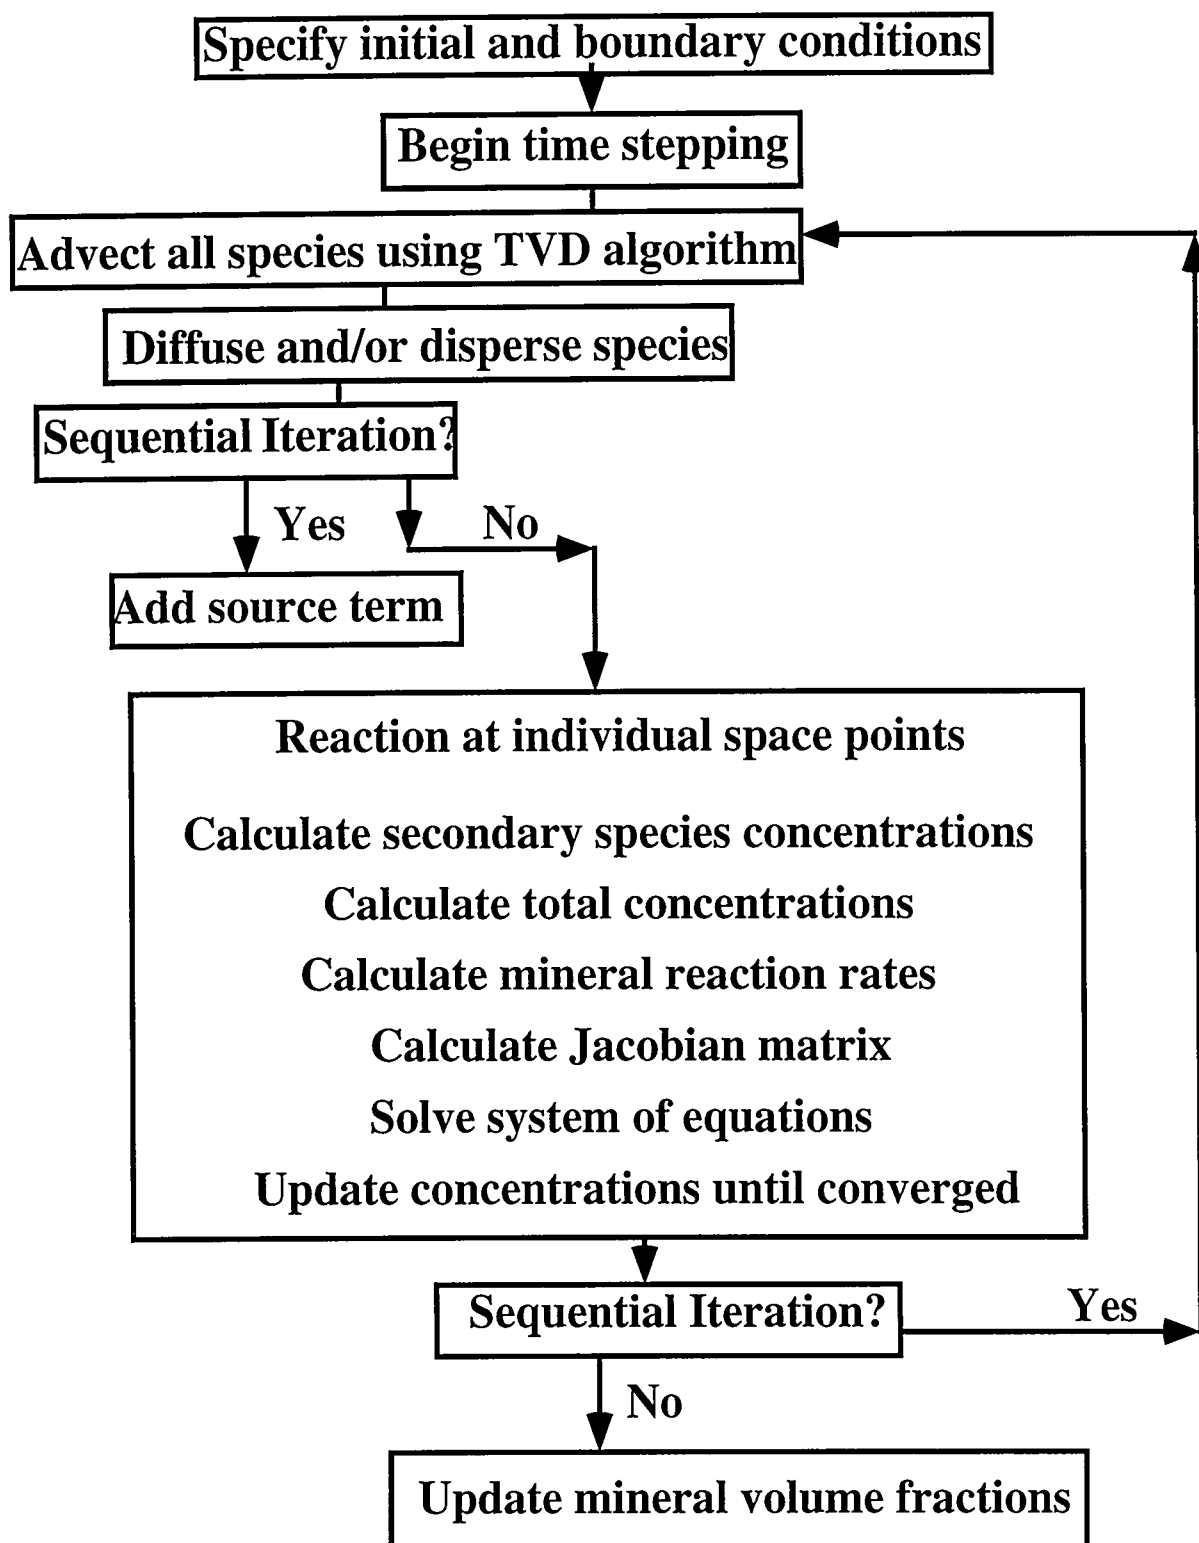 Specify initial and boundary conditions
Begin time stepping
Advect all species using TVD algorithm
Diffuse and/or disperse species
Sequential Iteration?
Yes
No
Add source term
Reaction at individual space points
Calculate secondary species concentrations
Calculate total concentrations
Calculate mineral reaction rates
Calculate Jacobian matrix
Solve system of equations
Update concentrations until converged
Sequential Iteration?
Yes
No
Update mineral volume fractions